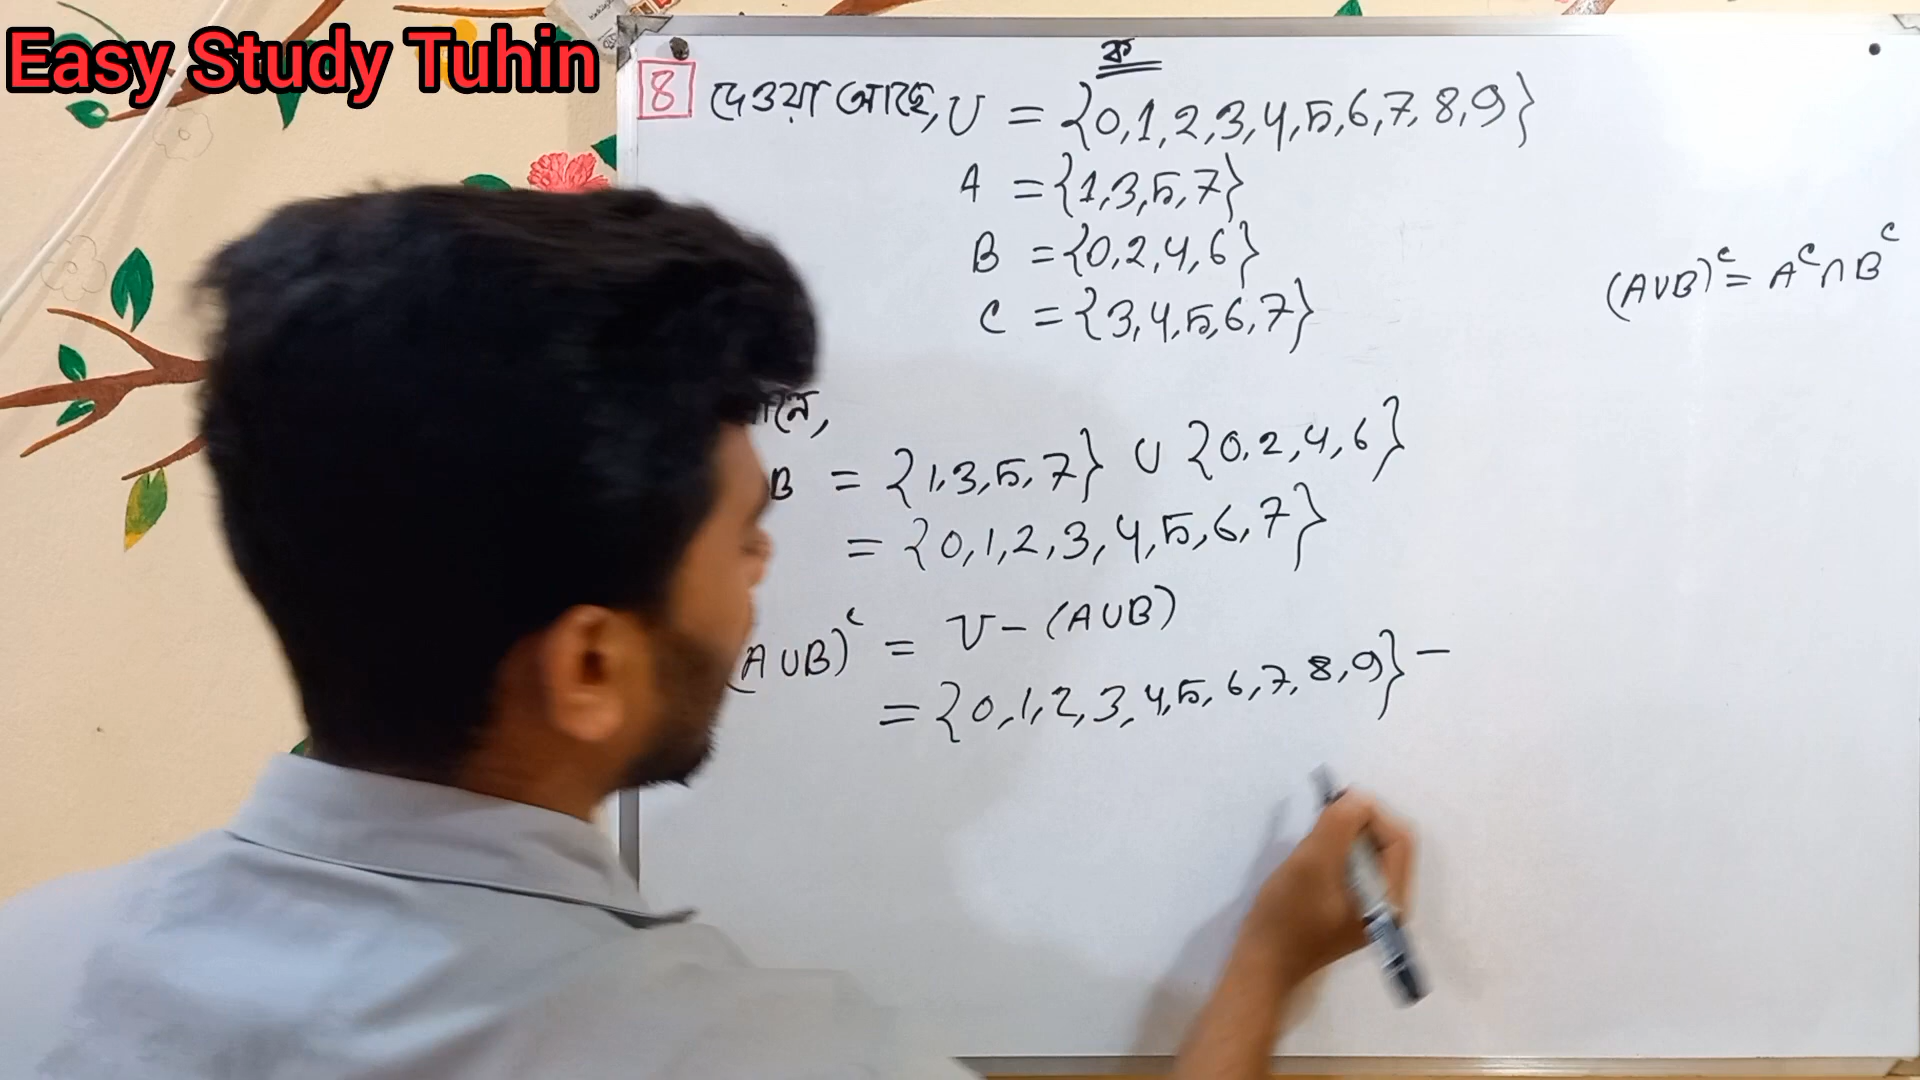 Easy Study Tuhin
ক
8 দেওয়া আছে, U = {0,1,2,3,4,5,6,7,8,9}
A = {1,3,5,7}
B = {0,2,4,6}
C = {3,4,5,6,7}
(A∪B)ᶜ = Aᶜ∩Bᶜ
B = {1,3,5,7} ∪ {0,2,4,6}
= {0,1,2,3,4,5,6,7}
(A∪B)ᶜ = U-(A∪B)
= {0,1,2,3,4,5,6,7,8,9} -